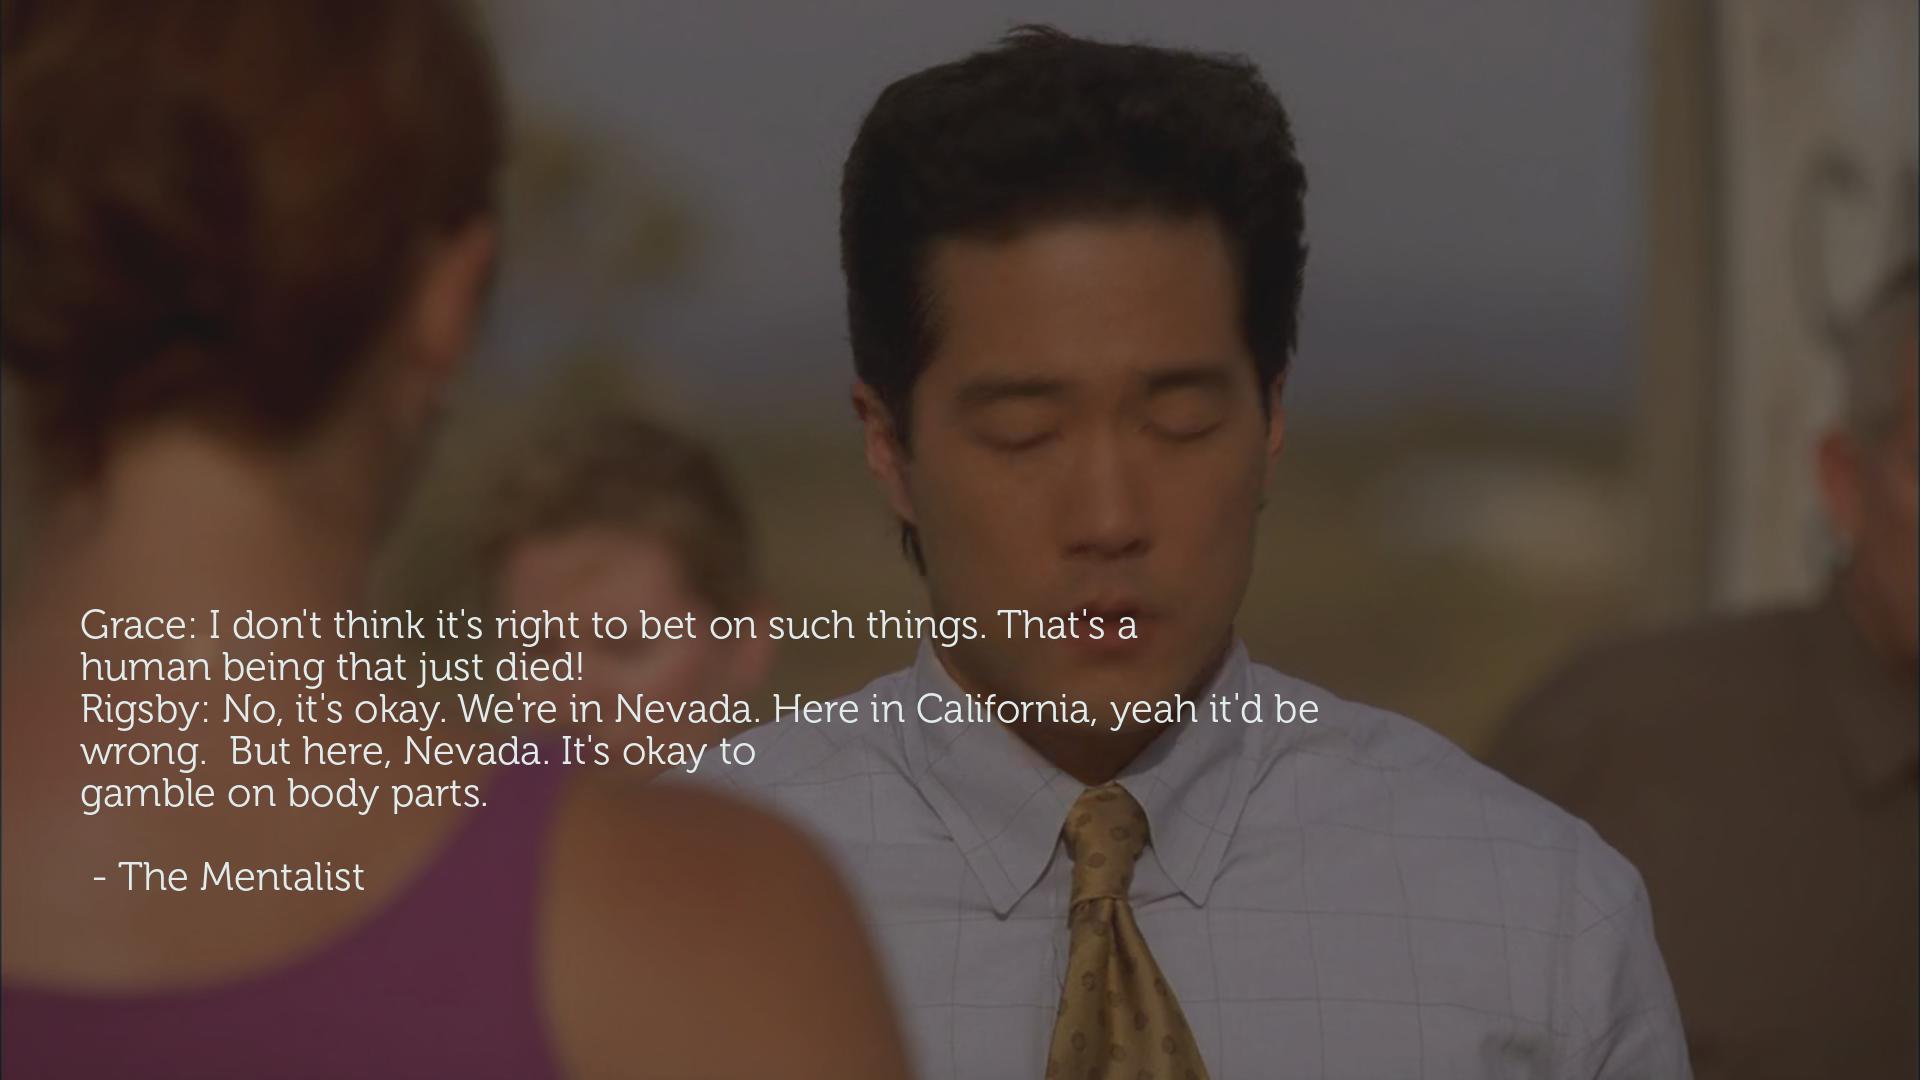 Grace: I don't think it's right to bet on such things. That's a
human being that just died!
Rigsby: No, it's okay. We're in Nevada. Here in California, yeah it'd be
wrong.  But here, Nevada. It's okay to
gamble on body parts.
- The Mentalist